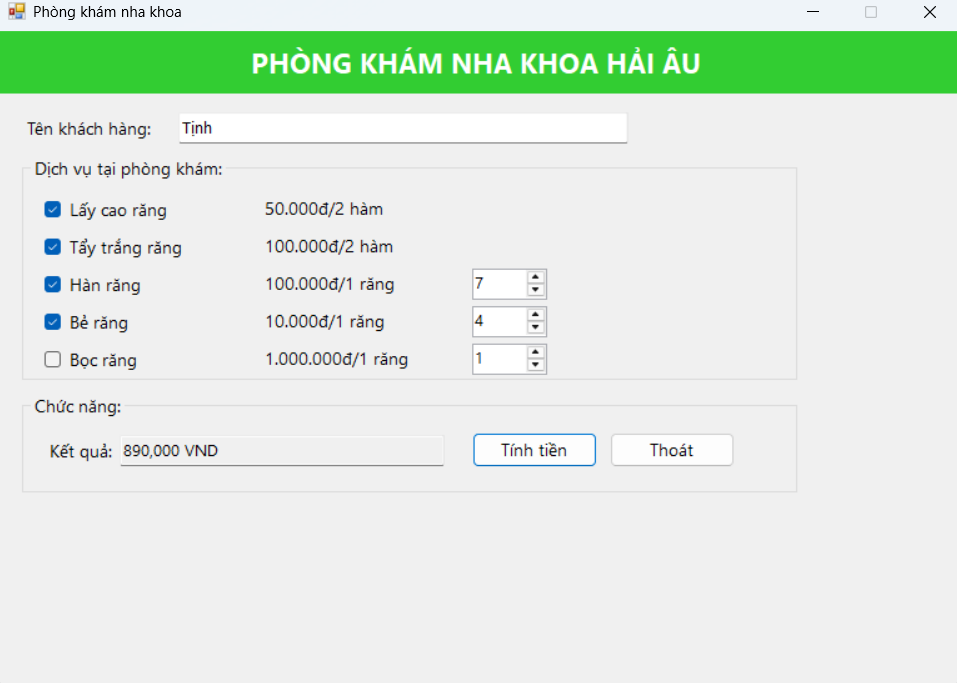 Phòng khám nha khoa
PHÒNG KHÁM NHA KHOA HẢI ÂU
Tên khách hàng: Tịnh
Dịch vụ tại phòng khám:
Lấy cao răng 50.000đ/2 hàm
Tẩy trắng răng 100.000đ/2 hàm
Hàn răng 100.000đ/1 răng 7
Bẻ răng 10.000đ/1 răng 4
Bọc răng 1.000.000đ/1 răng 1
Chức năng:
Kết quả: 890,000 VND Tính tiền Thoát